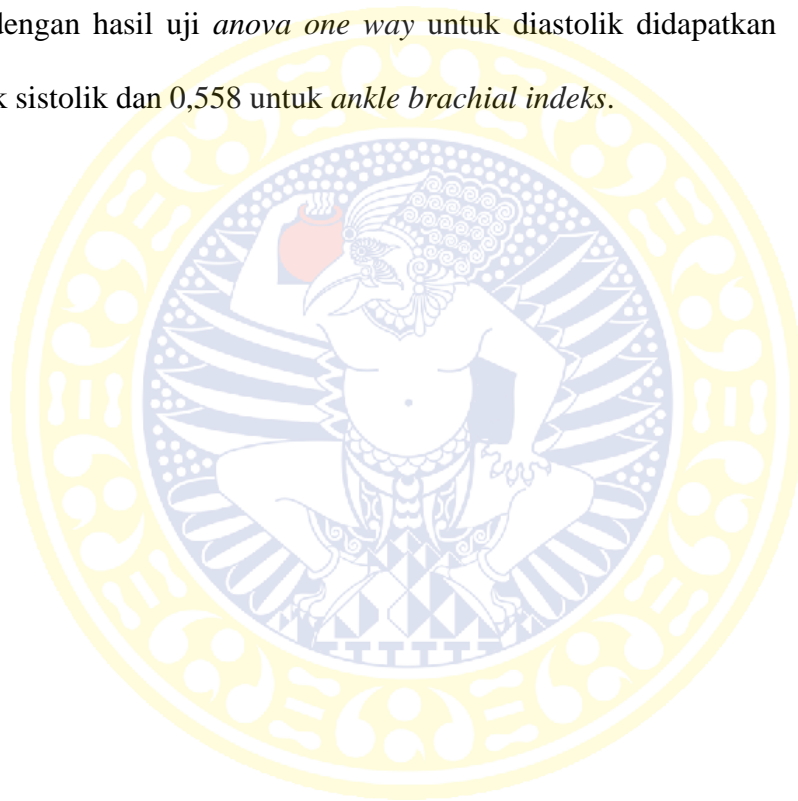 dengan hasil uji anova one way untuk diastolik didapatkan
k sistolik dan 0,558 untuk ankle brachial indeks.